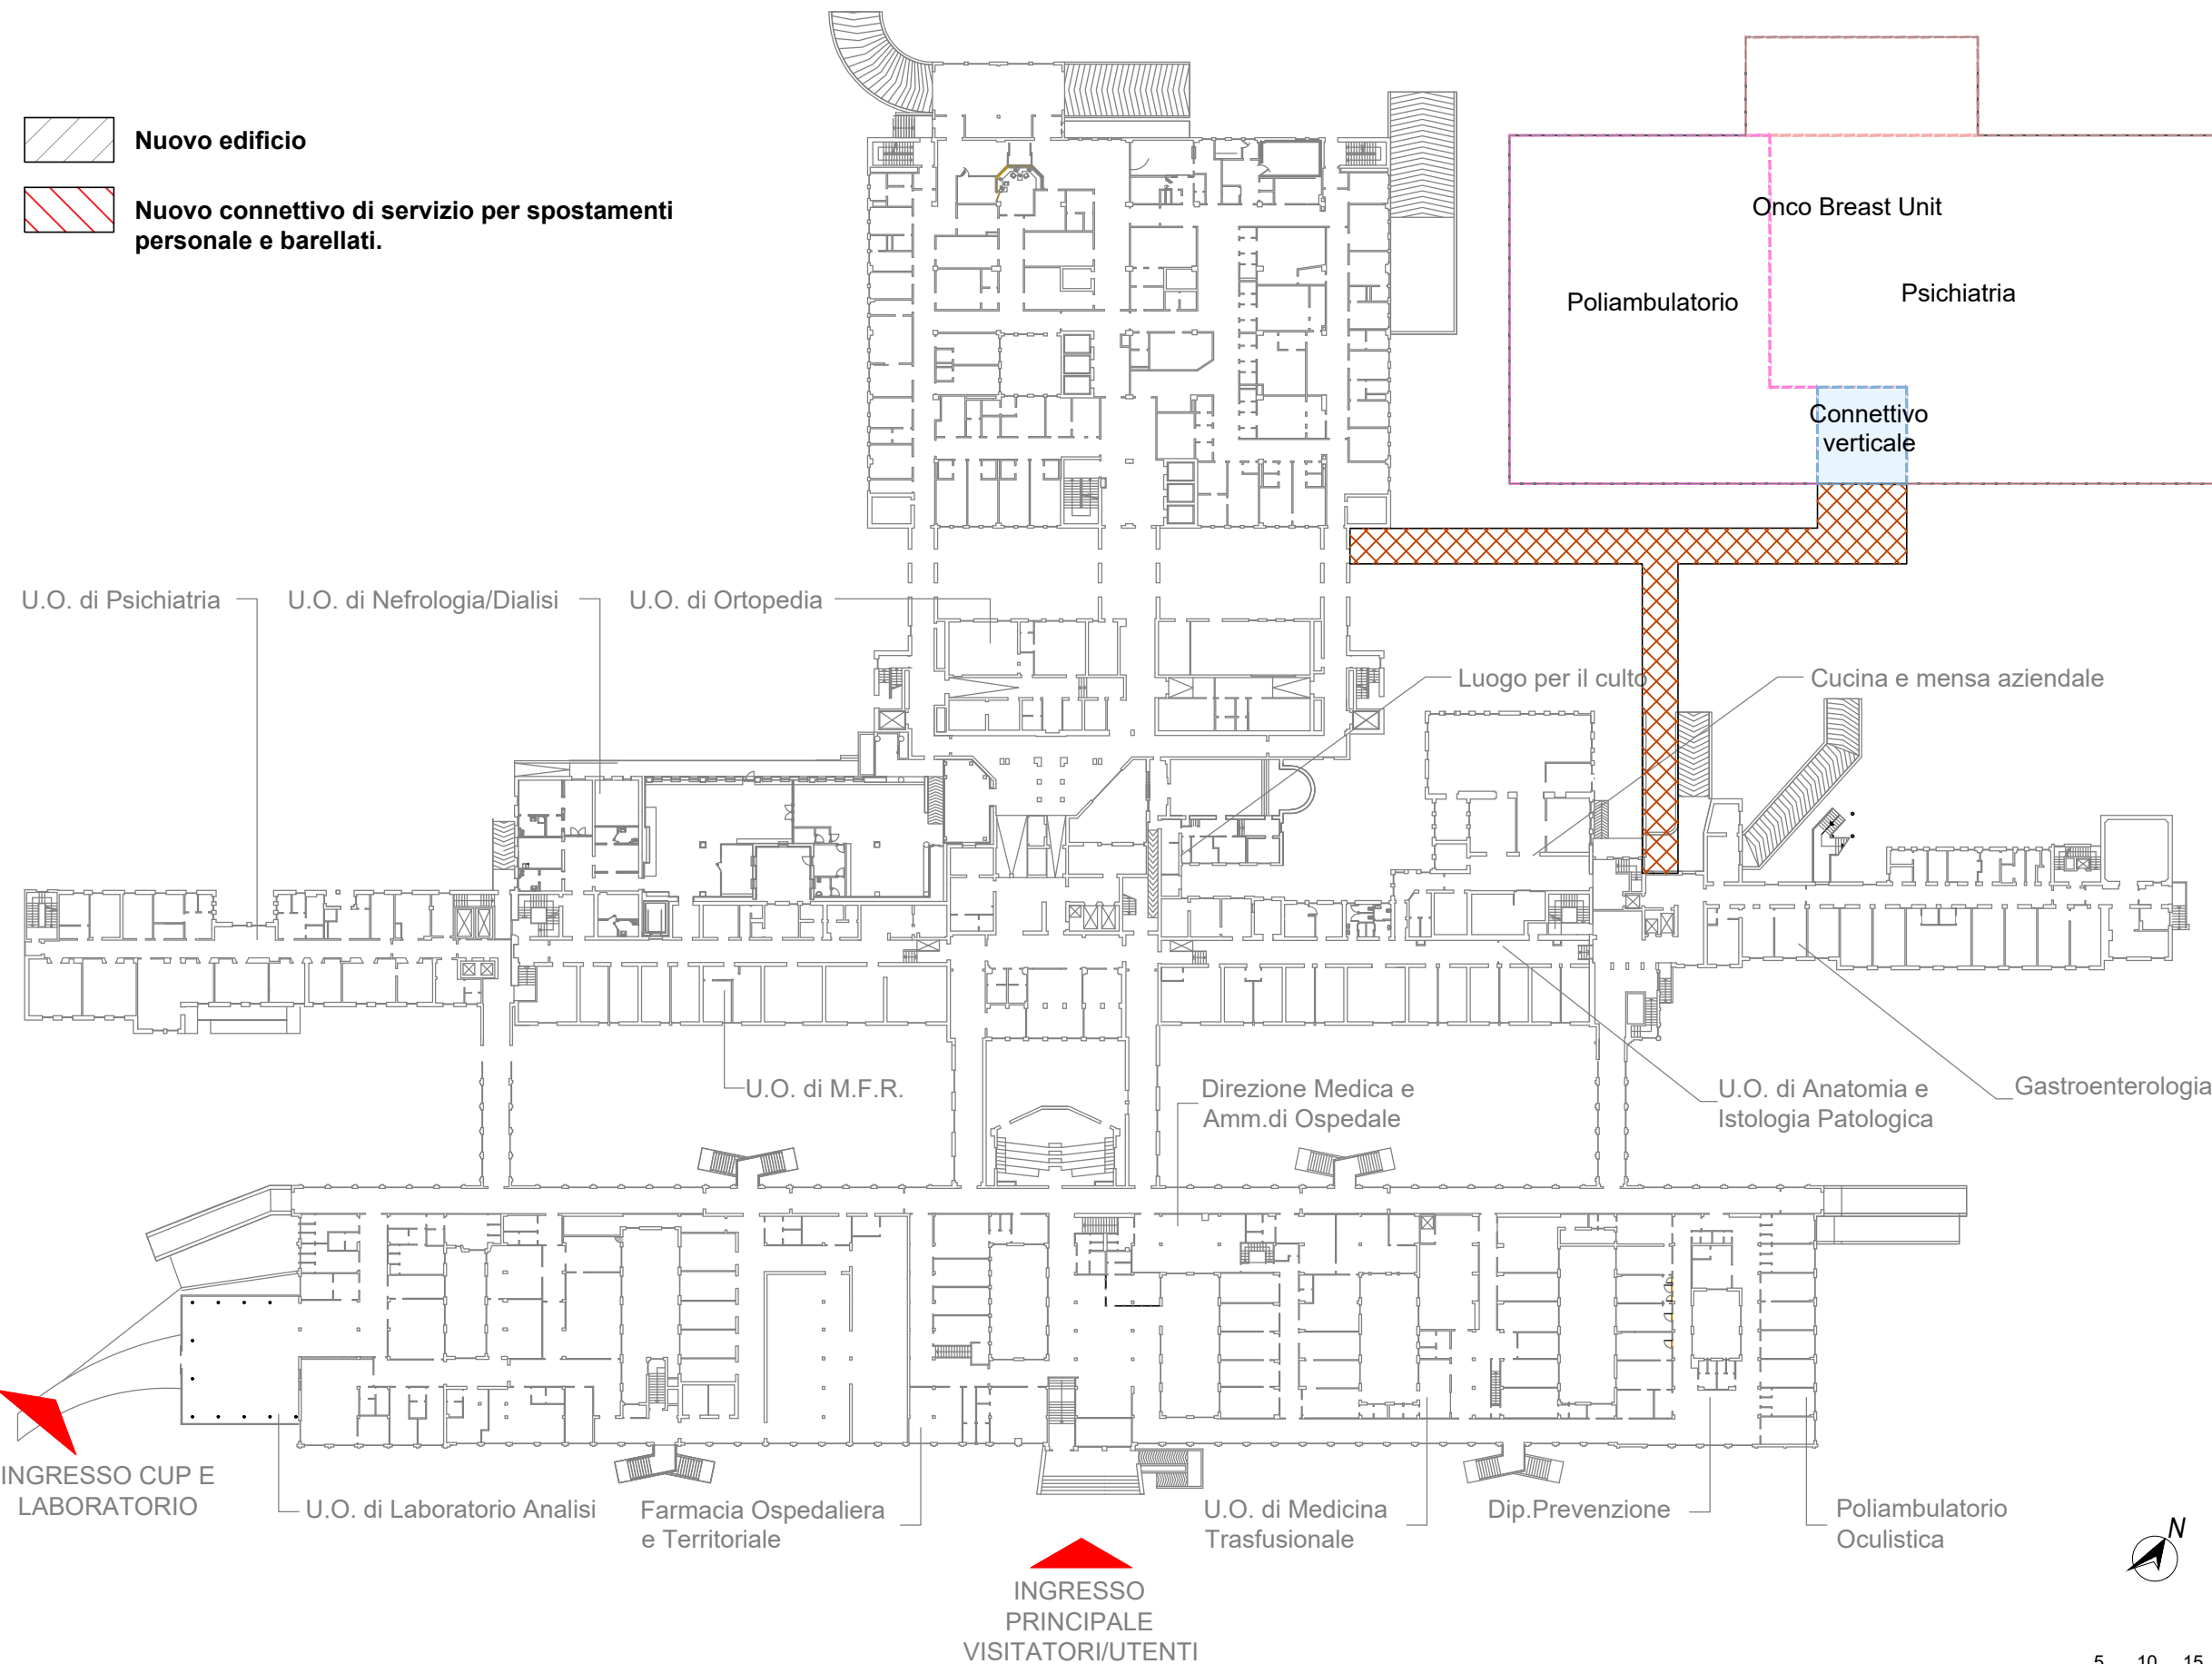 Nuovo edificio
Nuovo connettivo di servizio per spostamenti
personale e barellati.
Onco Breast Unit
Poliambulatorio
Psichiatria
Connettivo
verticale
U.O. di Psichiatria
U.O. di Nefrologia/Dialisi
U.O. di Ortopedia
Luogo per il culto
Cucina e mensa aziendale
U.O. di M.F.R.
Direzione Medica e
Amm.di Ospedale
U.O. di Anatomia e
Istologia Patologica
Gastroenterologia
INGRESSO CUP E
LABORATORIO
U.O. di Laboratorio Analisi
Farmacia Ospedaliera
e Territoriale
U.O. di Medicina
Trasfusionale
Dip.Prevenzione
Poliambulatorio
Oculistica
N
INGRESSO
PRINCIPALE
VISITATORI/UTENTI
5 10 15